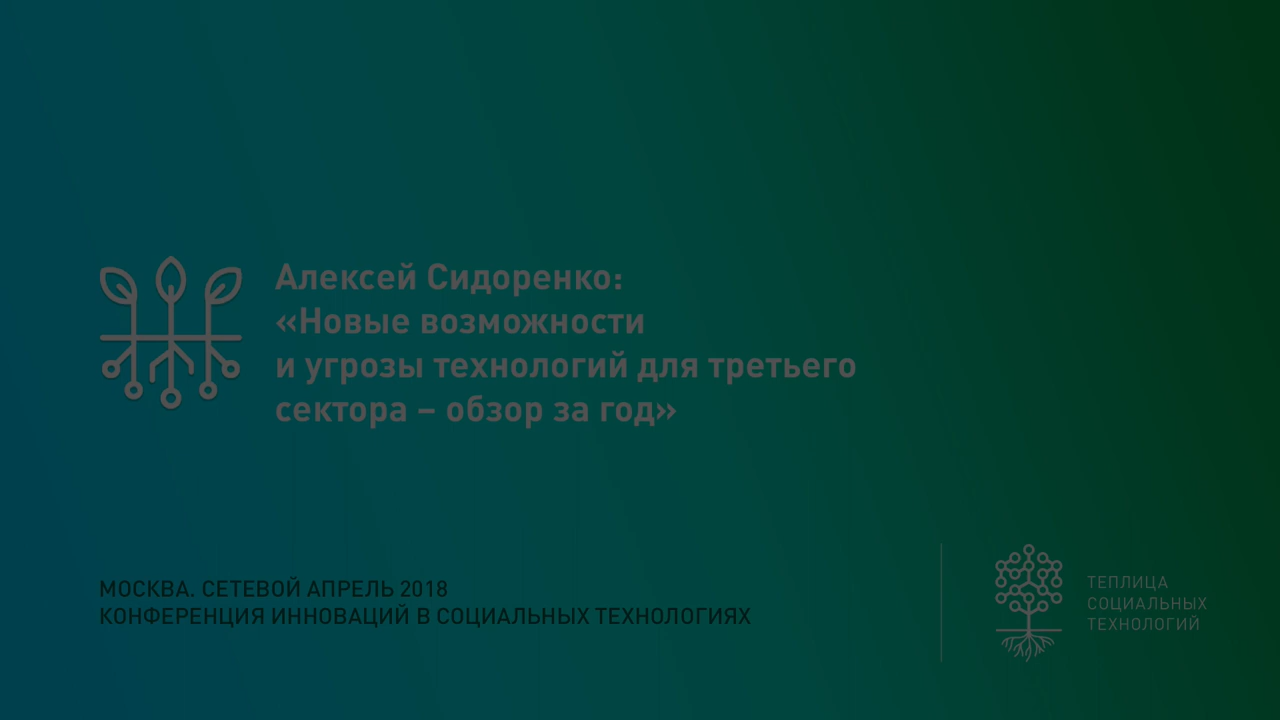 Алексей Сидоренко:
«Новые возможности
и угрозы технологий для третьего
сектора – обзор за год»
МОСКВА. СЕТЕВОЙ АПРЕЛЬ 2018
КОНФЕРЕНЦИЯ ИННОВАЦИЙ В СОЦИАЛЬНЫХ ТЕХНОЛОГИЯХ
ТЕПЛИЦА
СОЦИАЛЬНЫХ
ТЕХНОЛОГИЙ